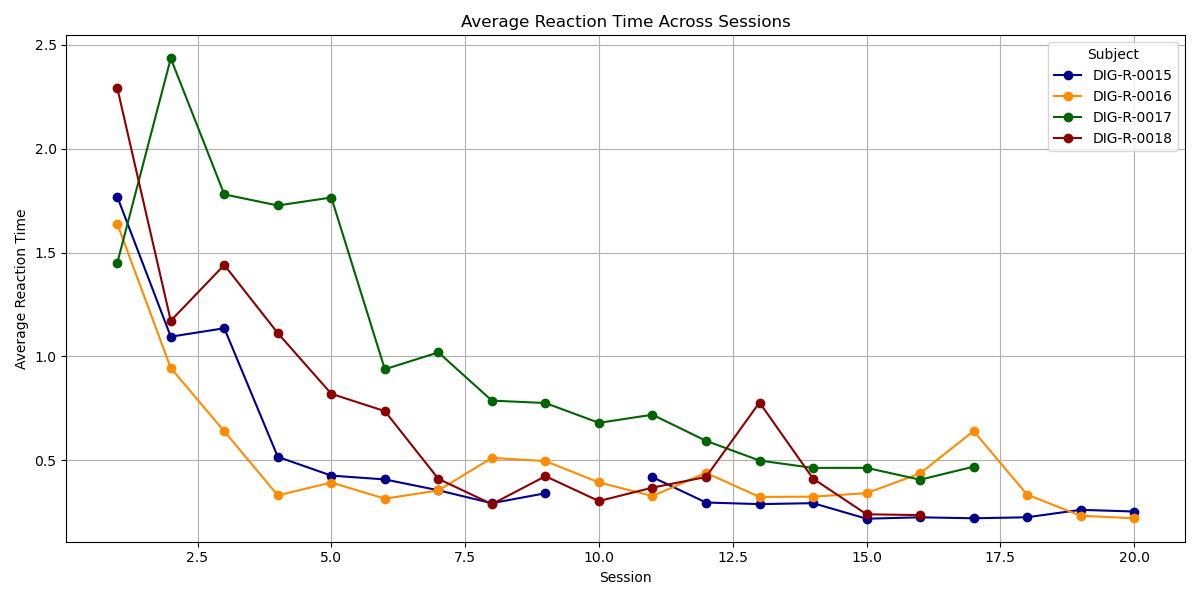 Average Reaction Time Across Sessions
Average Reaction Time
2.5
2.0
1.5
1.0
0.5
Subject
DIG-R-0015
DIG-R-0016
DIG-R-0017
DIG-R-0018
2.5 5.0 7.5 10.0 12.5 15.0 17.5 20.0
Session